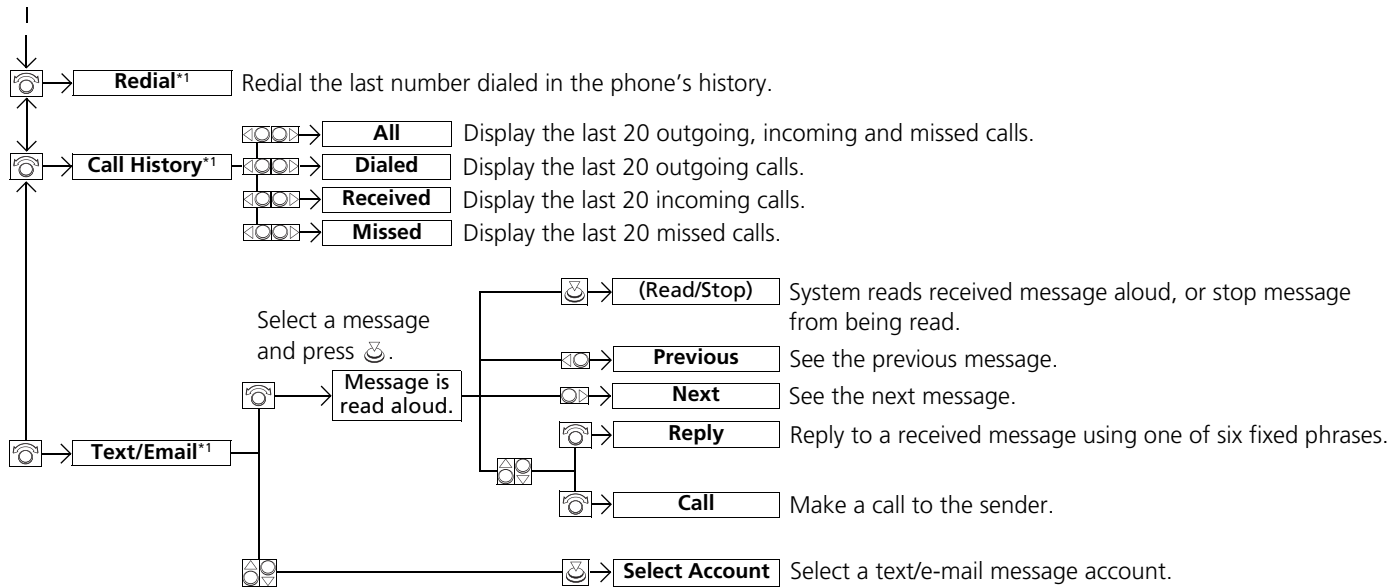 Redial*1 Redial the last number dialed in the phone’s history.
All Display the last 20 outgoing, incoming and missed calls.
Call History*1 Dialed Display the last 20 outgoing calls.
Received Display the last 20 incoming calls.
Missed Display the last 20 missed calls.
(Read/Stop) System reads received message aloud, or stop message
from being read.
Select a message
and press .
Previous See the previous message.
Message is
read aloud.
Next See the next message.
Reply Reply to a received message using one of six fixed phrases.
Text/Email*1
Call Make a call to the sender.
Select Account Select a text/e-mail message account.